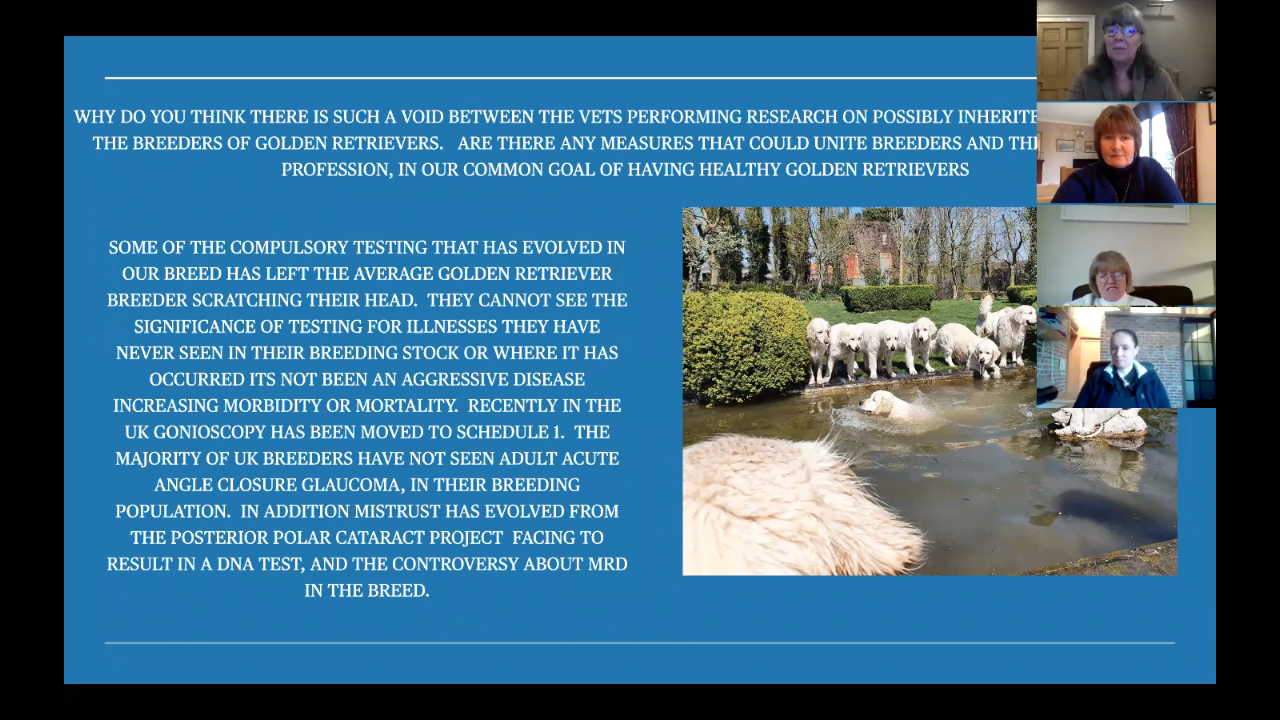 WHY DO YOU THINK THERE IS SUCH A VOID BETWEEN THE VETS PERFORMING RESEARCH ON POSSIBLY
THE BREEDERS OF GOLDEN RETRIEVERS.   ARE THERE ANY MEASURES THAT COULD UNITE BREEDERS AND
PROFESSION, IN OUR COMMON GOAL OF HAVING HEALTHY GOLDEN RETRIEVERS
SOME OF THE COMPULSORY TESTING THAT HAS EVOLVED IN
OUR BREED HAS LEFT THE AVERAGE GOLDEN RETRIEVER
BREEDER SCRATCHING THEIR HEAD.  THEY CANNOT SEE THE
SIGNIFICANCE OF TESTING FOR ILLNESSES THEY HAVE
NEVER SEEN IN THEIR BREEDING STOCK OR WHERE IT HAS
OCCURRED ITS NOT BEEN AN AGGRESSIVE DISEASE
INCREASING MORBIDITY OR MORTALITY.  RECENTLY IN THE
UK GONIOSCOPY HAS BEEN MOVED TO SCHEDULE 1.  THE
MAJORITY OF UK BREEDERS HAVE NOT SEEN ADULT ACUTE
ANGLE CLOSURE GLAUCOMA, IN THEIR BREEDING
POPULATION.  IN ADDITION MISTRUST HAS EVOLVED FROM
THE POSTERIOR POLAR CATARACT PROJECT  FACING TO
RESULT IN A DNA TEST, AND THE CONTROVERSY ABOUT MRD
IN THE BREED.